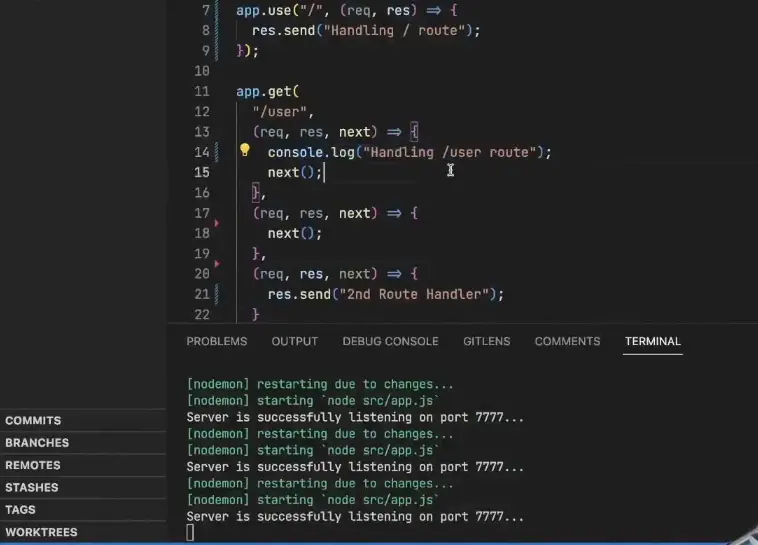 7 app.use("/", (req, res) => {
8 res.send("Handling / route");
9 });
10
11 app.get(
12 "/user",
13 (req, res, next) => {
14 console.log("Handling /user route");
15 next();
16 },
17 (req, res, next) => {
18 next();
19 },
20 (req, res, next) => {
21 res.send("2nd Route Handler");
22 }
PROBLEMS OUTPUT DEBUG CONSOLE GITLENS COMMENTS TERMINAL
[nodemon] restarting due to changes...
[nodemon] starting `node src/app.js`
Server is successfully listening on port 7777...
[nodemon] restarting due to changes...
[nodemon] starting `node src/app.js`
Server is successfully listening on port 7777...
[nodemon] restarting due to changes...
[nodemon] starting `node src/app.js`
Server is successfully listening on port 7777...
COMMITS
BRANCHES
REMOTES
STASHES
TAGS
WORKTREES